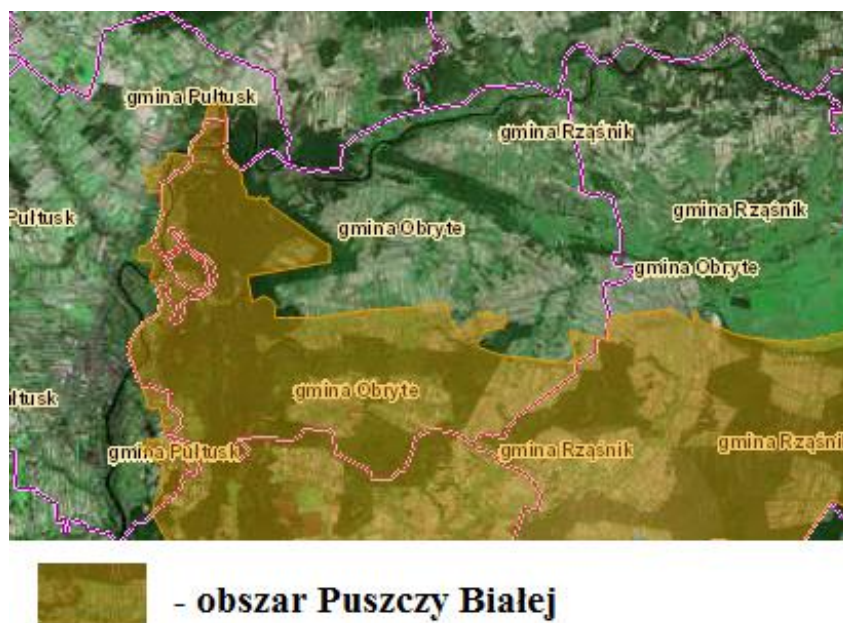 gmina Pułtusk
gmina Rząśnik
Pułtusk
gmina Obryte
gmina Rząśnik
gmina Obryte
gmina Obryte
ułtusk
gmina Pułtusk
gmina Rząśnik
gmina Rząśnik
- obszar Puszczy Białej